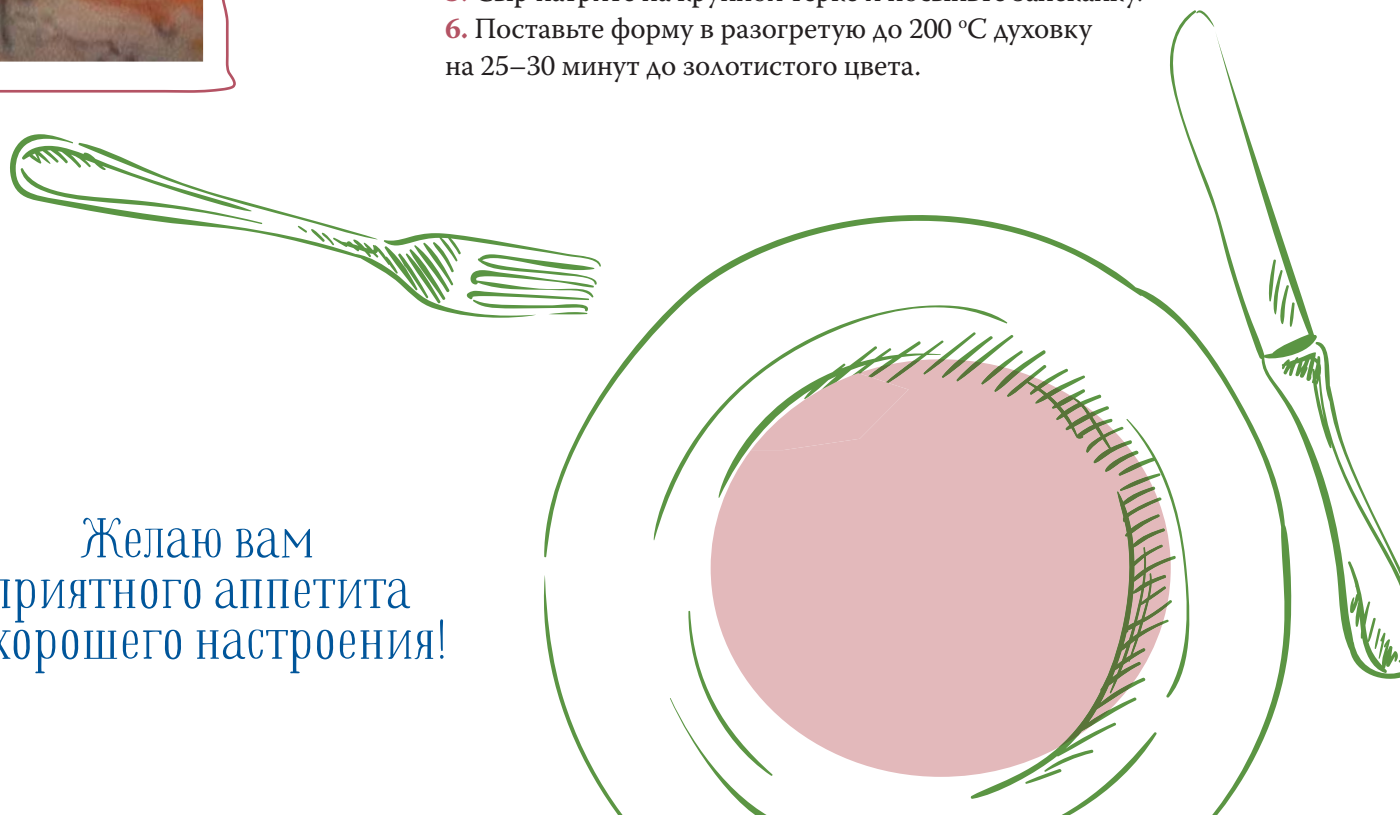 6. Поставьте форму в разогретую до 200 °С духовку
на 25–30 минут до золотистого цвета.
Желаю вам
приятного аппетита
хорошего настроения!